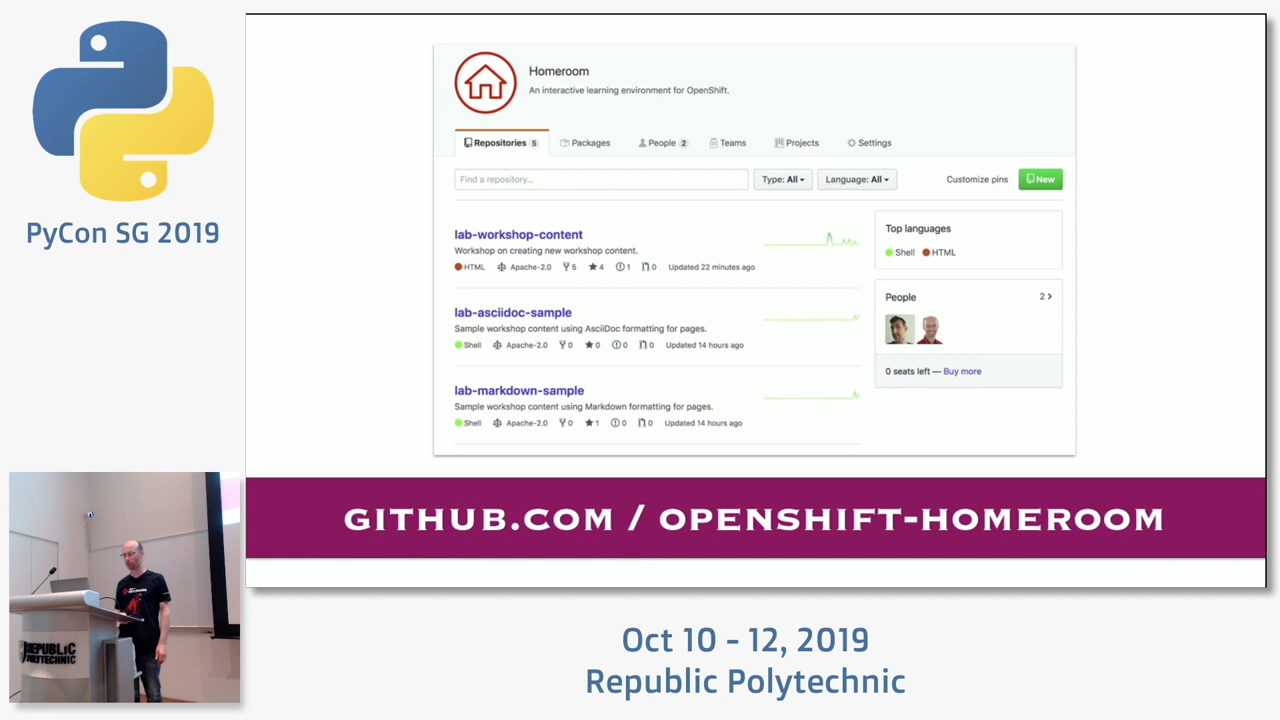 PyCon SG 2019
Homeroom
An interactive learning environment for OpenShift.
Repositories 5 Packages People 2 Teams Projects Settings
Find a repository... Type: All Language: All Customize pins New
lab-workshop-content
Workshop on creating new workshop content.
HTML Apache-2.0 5 4 1 0 Updated 22 minutes ago
lab-asciidoc-sample
Sample workshop content using AsciiDoc formatting for pages.
Shell Apache-2.0 0 0 0 0 Updated 14 hours ago
lab-markdown-sample
Sample workshop content using Markdown formatting for pages.
Shell Apache-2.0 0 1 0 0 Updated 14 hours ago
Top languages
Shell HTML
People 2
0 seats left — Buy more
GITHUB.COM / OPENSHIFT-HOMEROOM
REPUBLIC
POLYTECHNIC
Oct 10 - 12, 2019
Republic Polytechnic